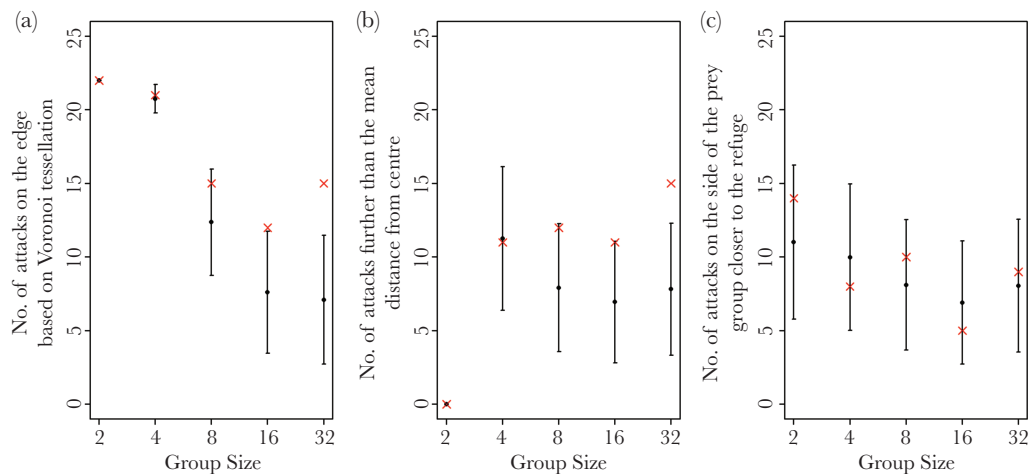 (a)
No. of attacks on the edge
based on Voronoi tessellation
25
20
15
10
5
0
2 4 8 16 32
Group Size
(b)
No. of attacks further than the mean
distance from centre
25
20
15
10
5
0
2 4 8 16 32
Group Size
(c)
No. of attacks on the side of the prey
group closer to the refuge
25
20
15
10
5
0
2 4 8 16 32
Group Size